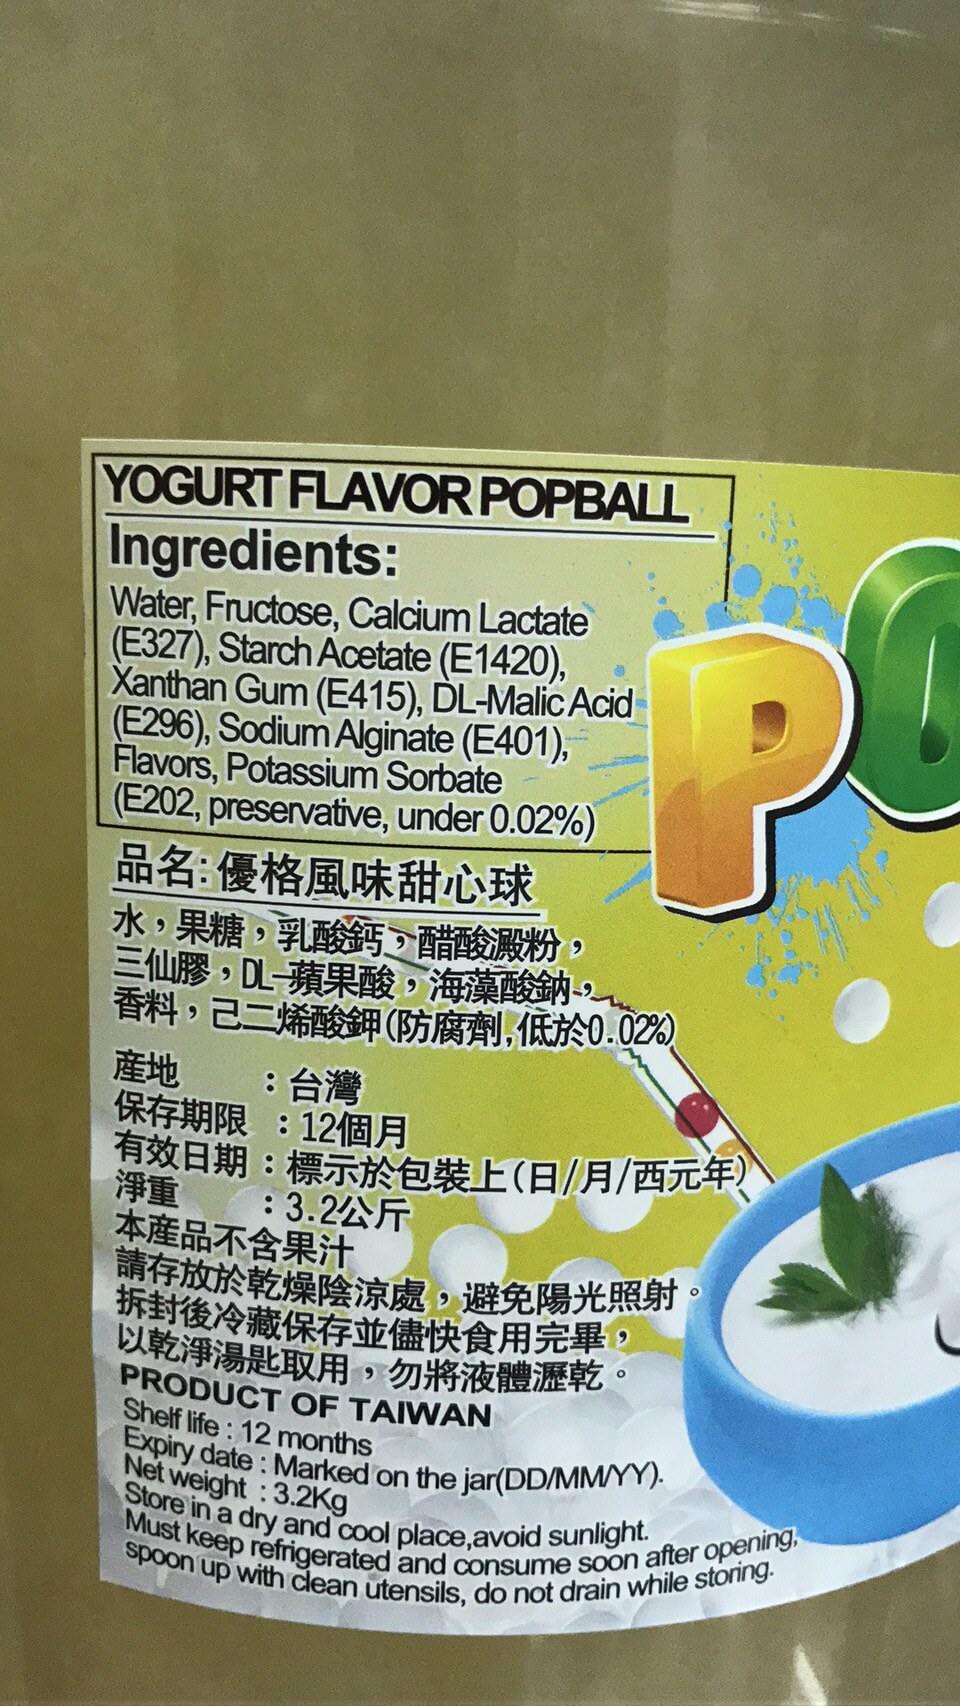 YOGURT FLAVOR POPBALL
Ingredients:
Water, Fructose, Calcium Lactate
(E327), Starch Acetate (E1420),
Xanthan Gum (E415), DL-Malic Acid
(E296), Sodium Alginate (E401),
Flavors, Potassium Sorbate
(E202, preservative, under 0.02%)
PO
品名:優格風味甜心球
水，果糖，乳酸鈣，醋酸澱粉，
三仙膠，DL-蘋果酸，海藻酸鈉，
香料，己二烯酸鉀(防腐劑,低於0.02%)
產地 :台灣
保存期限 :12個月
有效日期:標示於包裝上(日/月/西元年)
淨重 :3.2公斤
本產品不含果汁
請存放於乾燥陰涼處，避免陽光照射。
拆封後冷藏保存並儘快食用完畢，
以乾淨湯匙取用，勿將液體瀝乾。
PRODUCT OF TAIWAN
Shelf life : 12 months
Expiry date : Marked on the jar(DD/MM/YY).
Net weight : 3.2Kg
Store in a dry and cool place,avoid sunlight.
Must keep refrigerated and consume soon after opening,
spoon up with clean utensils, do not drain while storing.